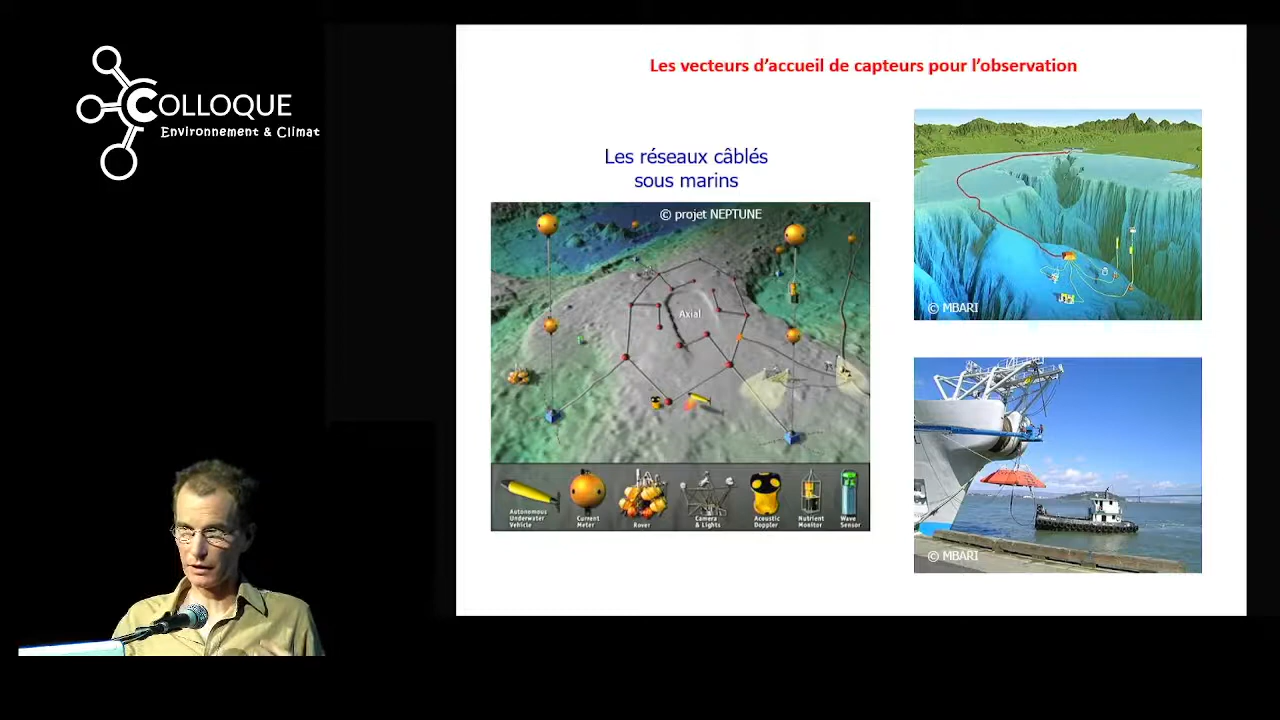 COLLOQUE
Environnement & Climat
Les vecteurs d'accueil de capteurs pour l'observation
Les réseaux câblés
sous marins
© projet NEPTUNE
Axial
Autonomous
Underwater
Vehicle
Current
Meter
Rover
Camera
& Lights
Acoustic
Doppler
Nutrient
Monitor
Wave
Sensor
© MBARI
© MBARI